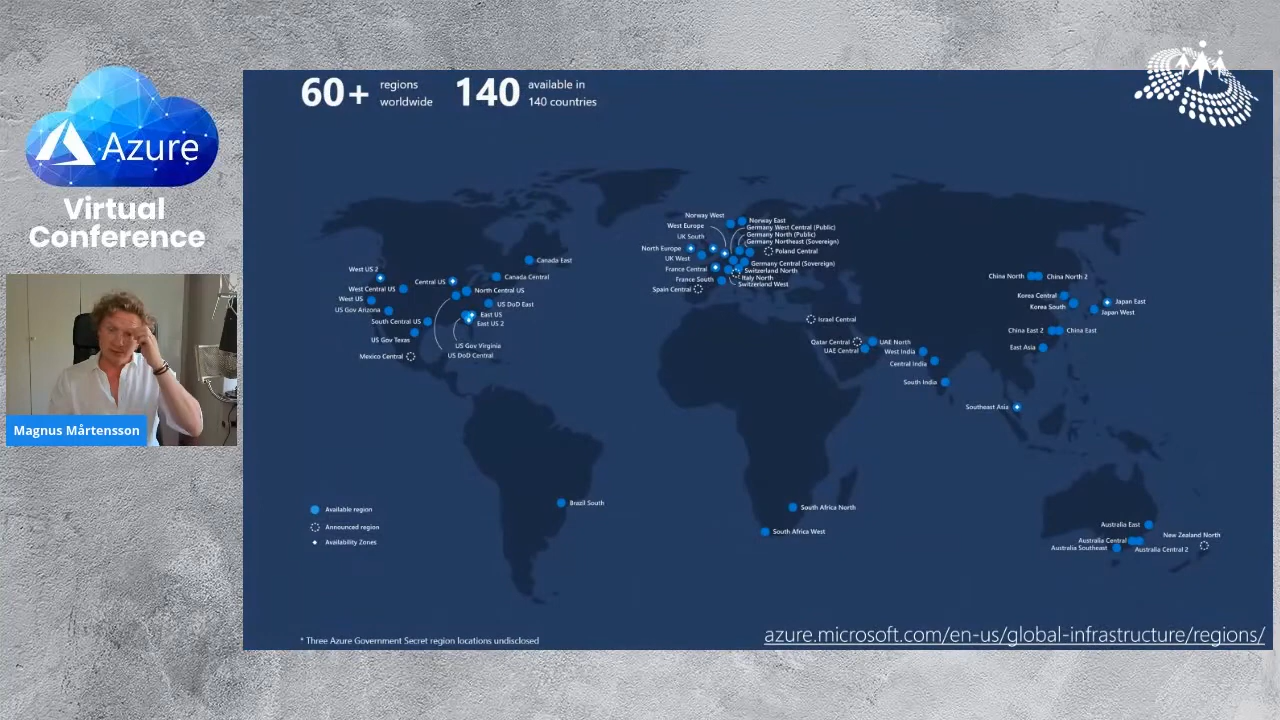 Azure
Virtual
Conference
Magnus Mårtensson
60+ regions worldwide
140 available in 140 countries
Norway West
Norway East
West Europe
Germany West Central (Public)
Germany North (Public)
UK South
Germany Northeast (Sovereign)
North Europe
Poland Central
UK West
Germany Central (Sovereign)
France Central
Switzerland North
Italy North
France South
Switzerland West
Spain Central
Canada East
West US 2
Canada Central
Central US
West Central US
North Central US
West US
US DoD East
US Gov Arizona
East US
South Central US
East US 2
US Gov Texas
US Gov Virginia
Mexico Central
US DoD Central
China North
China North 2
Korea Central
Japan East
Korea South
Japan West
Israel Central
China East 2
China East
Qatar Central
UAE North
East Asia
UAE Central
West India
Central India
South India
Southeast Asia
Brazil South
South Africa North
South Africa West
Australia East
New Zealand North
Australia Central
Australia Southeast
Australia Central 2
Available region
Announced region
Availability Zones
* Three Azure Government Secret region locations undisclosed
azure.microsoft.com/en-us/global-infrastructure/regions/